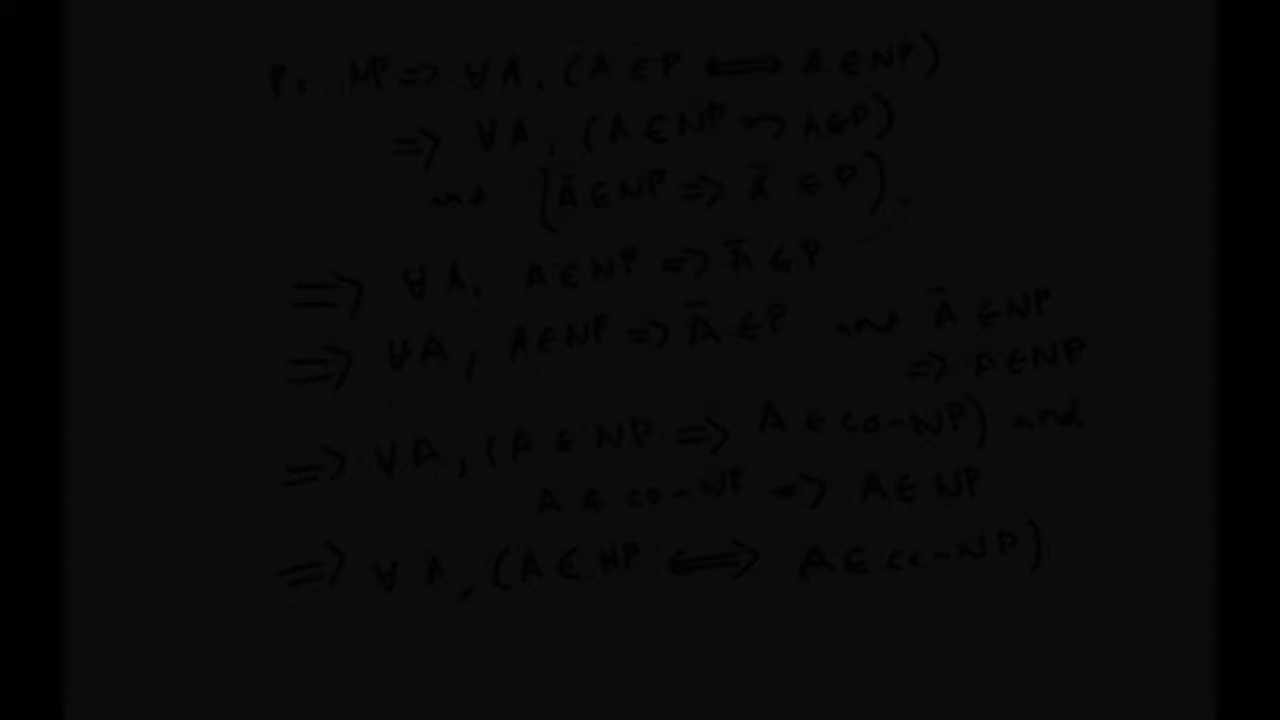 P = NP => ∀A, (A ∈ P <=> A ∈ NP)
=> ∀A, (A ∈ NP => A ∈ P)
and (Ā ∈ NP => Ā ∈ P).
=> ∀A, A ∈ NP => Ā ∈ P
=> ∀A, A ∈ NP => Ā ∈ P and Ā ∈ NP
=> A ∈ NP
=> ∀A, (A ∈ NP => A ∈ co-NP) and
A ∈ co-NP => A ∈ NP
=> ∀A, (A ∈ NP <=> A ∈ co-NP)